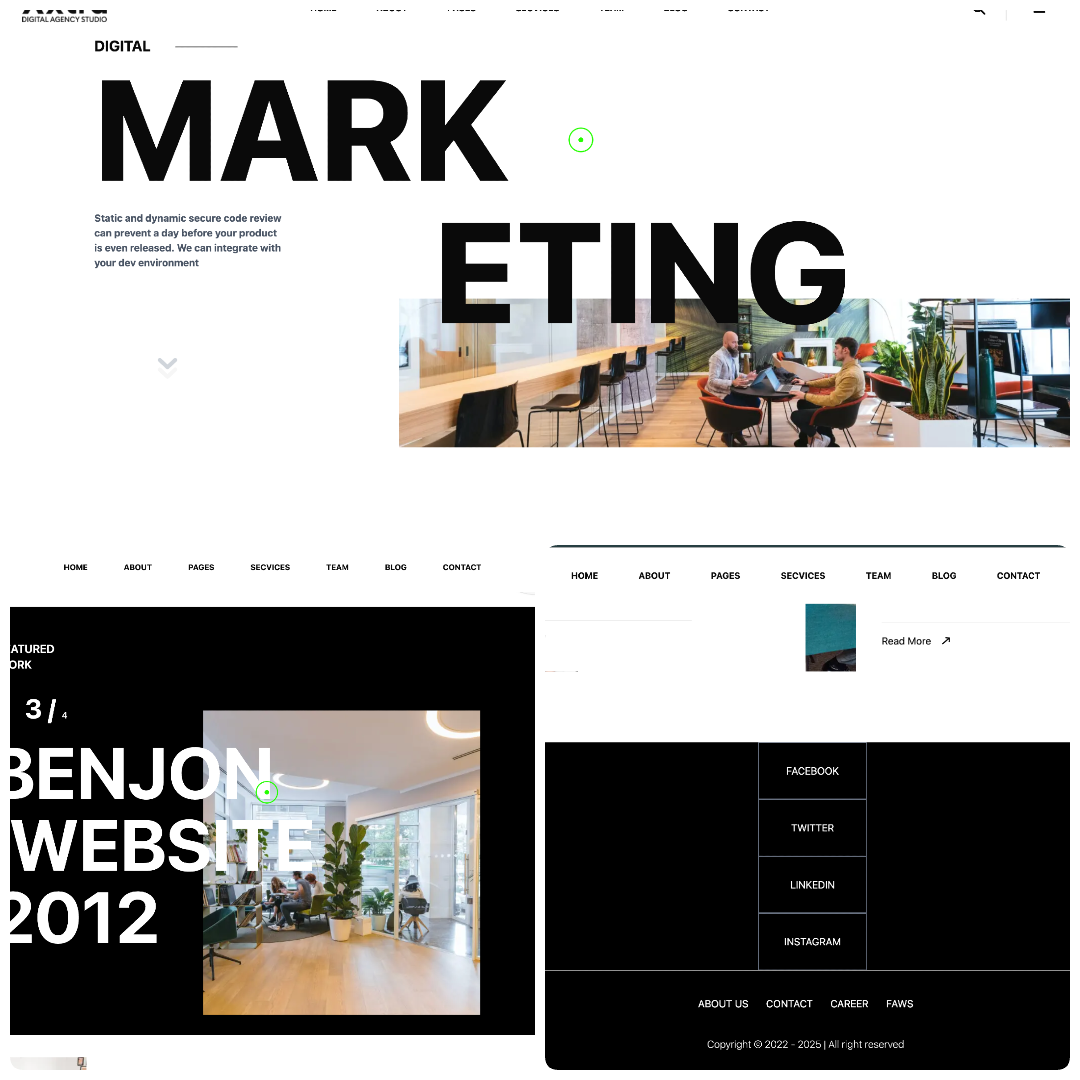 DIGITAL AGENCY STUDIO
DIGITAL
MARK
ETING
Static and dynamic secure code review
can prevent a day before your product
is even released. We can integrate with
your dev environment
HOME ABOUT PAGES SECVICES TEAM BLOG CONTACT
ATURED
ORK
3 / 4
BENJON
WEBSITE
2012
HOME ABOUT PAGES SECVICES TEAM BLOG CONTACT
Read More
FACEBOOK
TWITTER
LINKEDIN
INSTAGRAM
ABOUT US CONTACT CAREER FAWS
Copyright © 2022 - 2025 | All right reserved